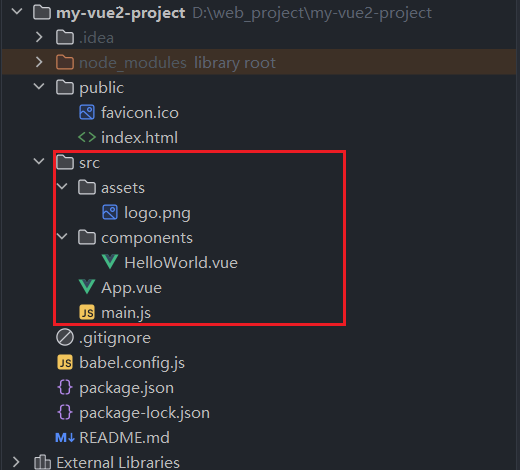 my-vue2-project D:\web_project\my-vue2-project
.idea
node_modules library root
public
favicon.ico
<> index.html
src
assets
logo.png
components
HelloWorld.vue
App.vue
JS main.js
.gitignore
JS babel.config.js
{} package.json
{} package-lock.json
M↓ README.md
External Libraries